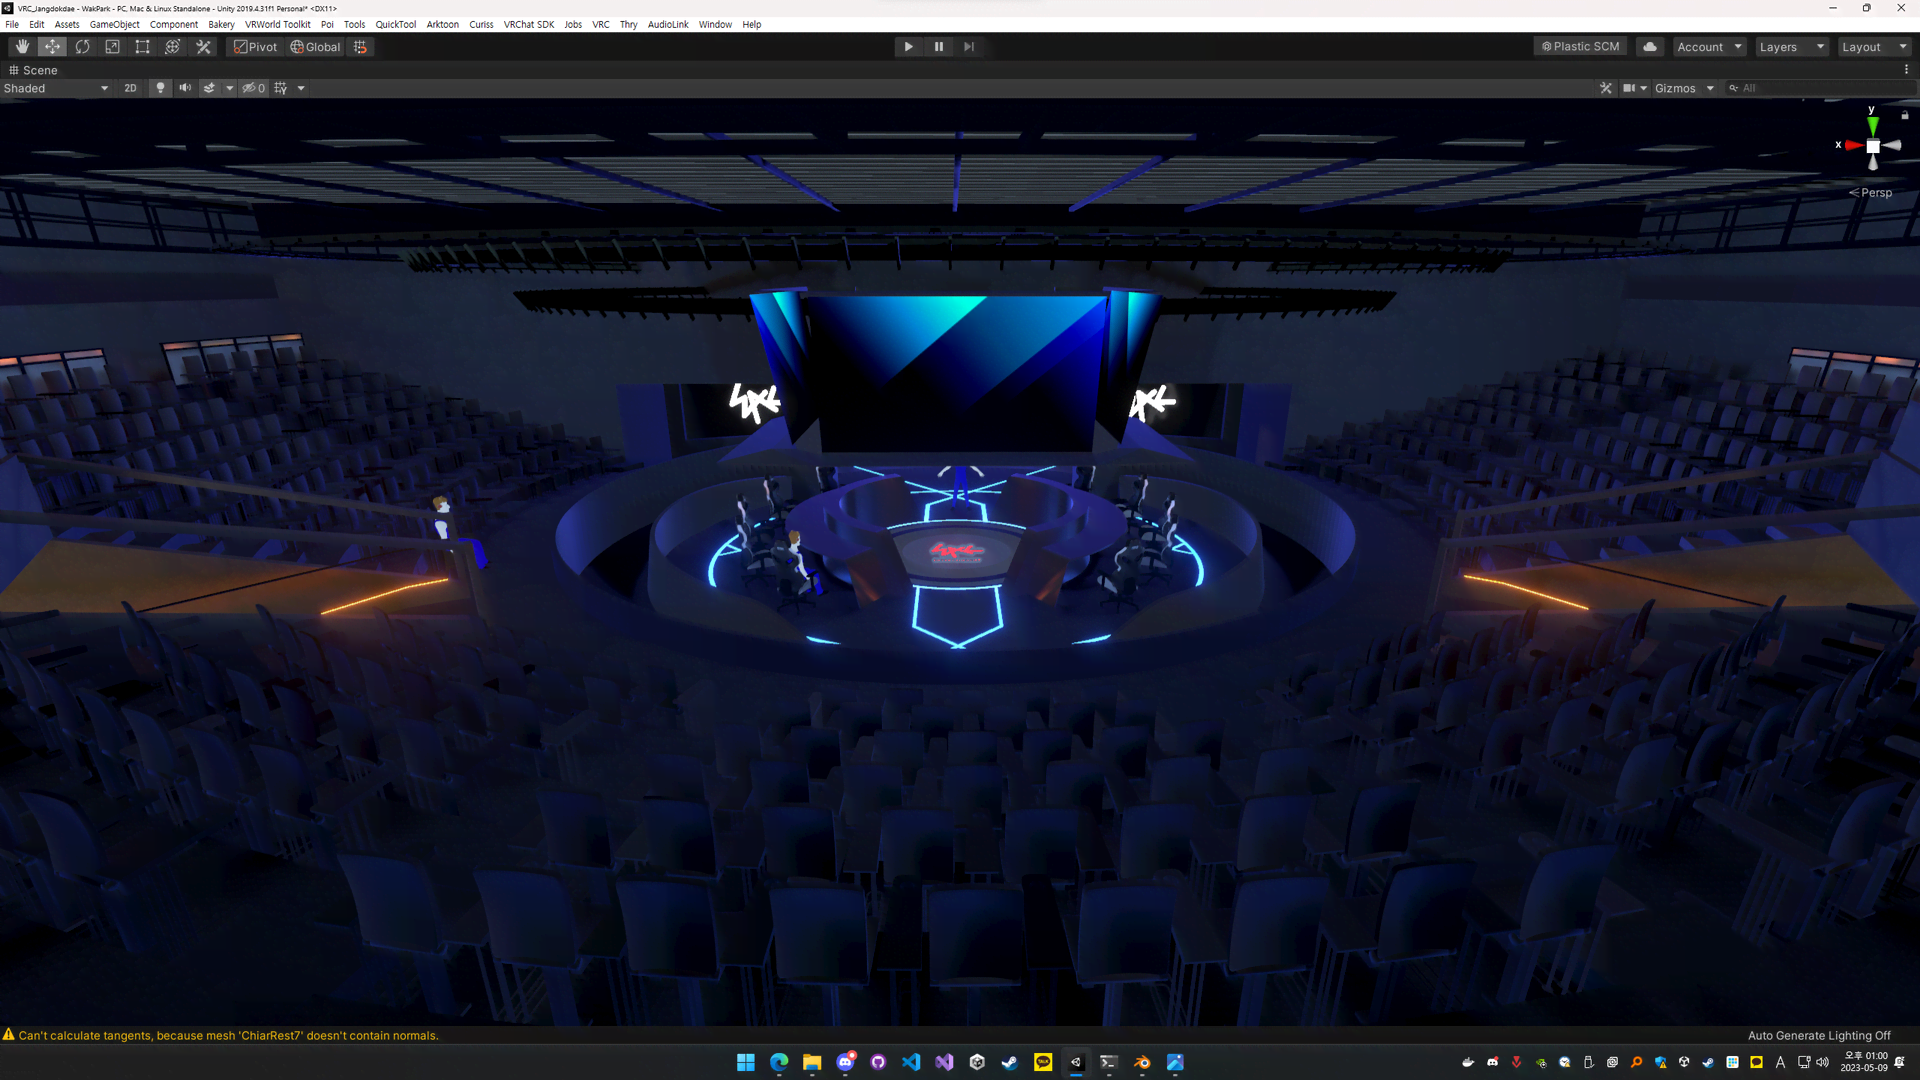 VRC_Jangdokdae - WakPark - PC, Mac & Linux Standalone - Unity 2019.4.31f1 Personal* <DX11>
File Edit Assets GameObject Component Bakery VRWorld Toolkit Poi Tools QuickTool Arktoon Curiss VRChat SDK Jobs VRC Thry AudioLink Window Help
Pivot Global Plastic SCM Account Layers Layout
Scene
Shaded 2D 0 Gizmos All
y
x
Persp
Can't calculate tangents, because mesh 'ChiarRest7' doesn't contain normals.
Auto Generate Lighting Off
TALK
A
오후 01:00
2023-05-09